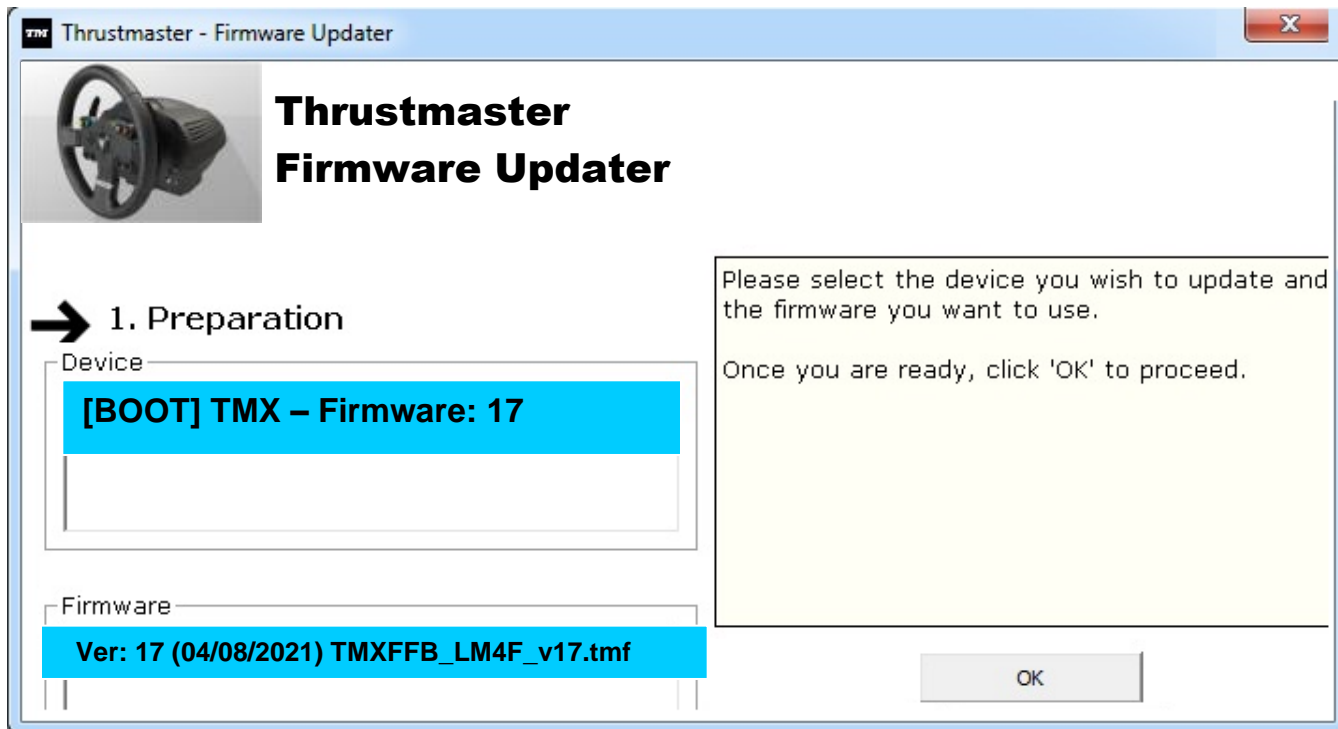 TM Thrustmaster - Firmware Updater
Thrustmaster
Firmware Updater
1. Preparation
Device
[BOOT] TMX – Firmware: 17
Firmware
Ver: 17 (04/08/2021) TMXFFB_LM4F_v17.tmf
Please select the device you wish to update and
the firmware you want to use.
Once you are ready, click 'OK' to proceed.
OK